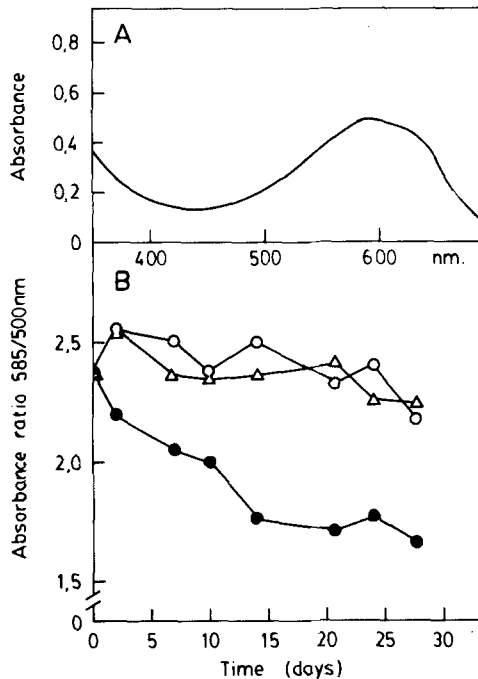 A
Absorbance
0,8
0,6
0,4
0,2
0
400 500 600 nm.
B
Absorbance ratio 585/500nm
2,5
2,0
1,5
0
0 5 10 15 20 25 30
Time (days)